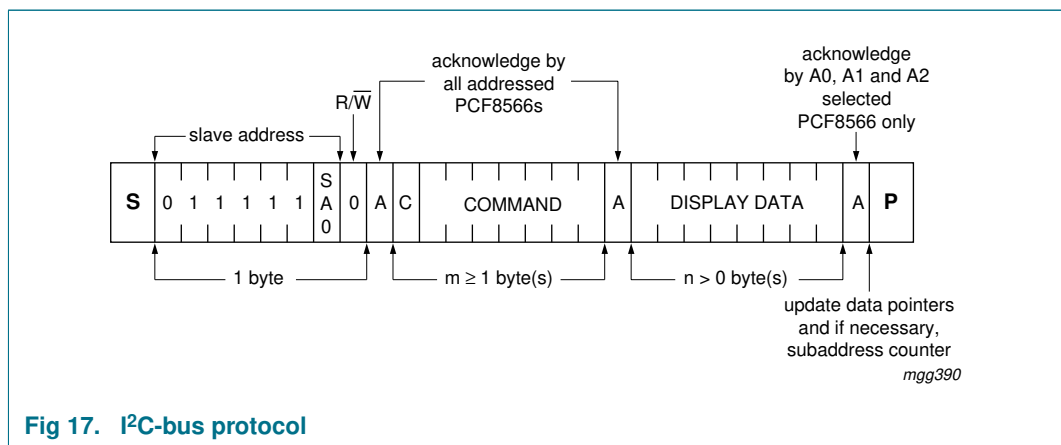 acknowledge by
all addressed
PCF8566s
acknowledge
by A0, A1 and A2
selected
PCF8566 only
R/W̅
slave address
S 0 1 1 1 1 1 SA0 0 A C COMMAND A DISPLAY DATA A P
1 byte
m ≥ 1 byte(s)
n > 0 byte(s)
update data pointers
and if necessary,
subaddress counter
mgg390
Fig 17. I²C-bus protocol